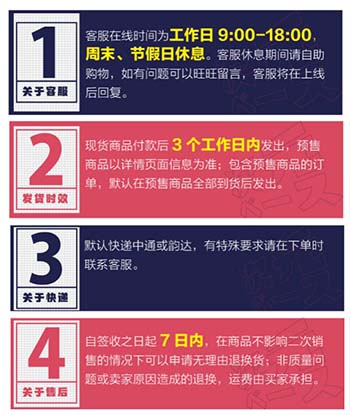 1
关于客服
客服在线时间为工作日 9:00-18:00,
周末、节假日休息。客服休息期间请自助
购物，如有问题可以旺旺留言，客服将在上线
后回复。
2
发货时效
现货商品付款后 3 个工作日内发出，预售
商品以详情页面信息为准；包含预售商品的订
单，默认在预售商品全部到货后发出。
3
关于快递
默认快递中通或韵达，有特殊要求请在下单时
联系客服。
4
关于售后
自签收之日起 7 日内，在商品不影响二次销
售的情况下可以申请无理由退换货；非质量问
题或卖家原因造成的退换，运费由买家承担。